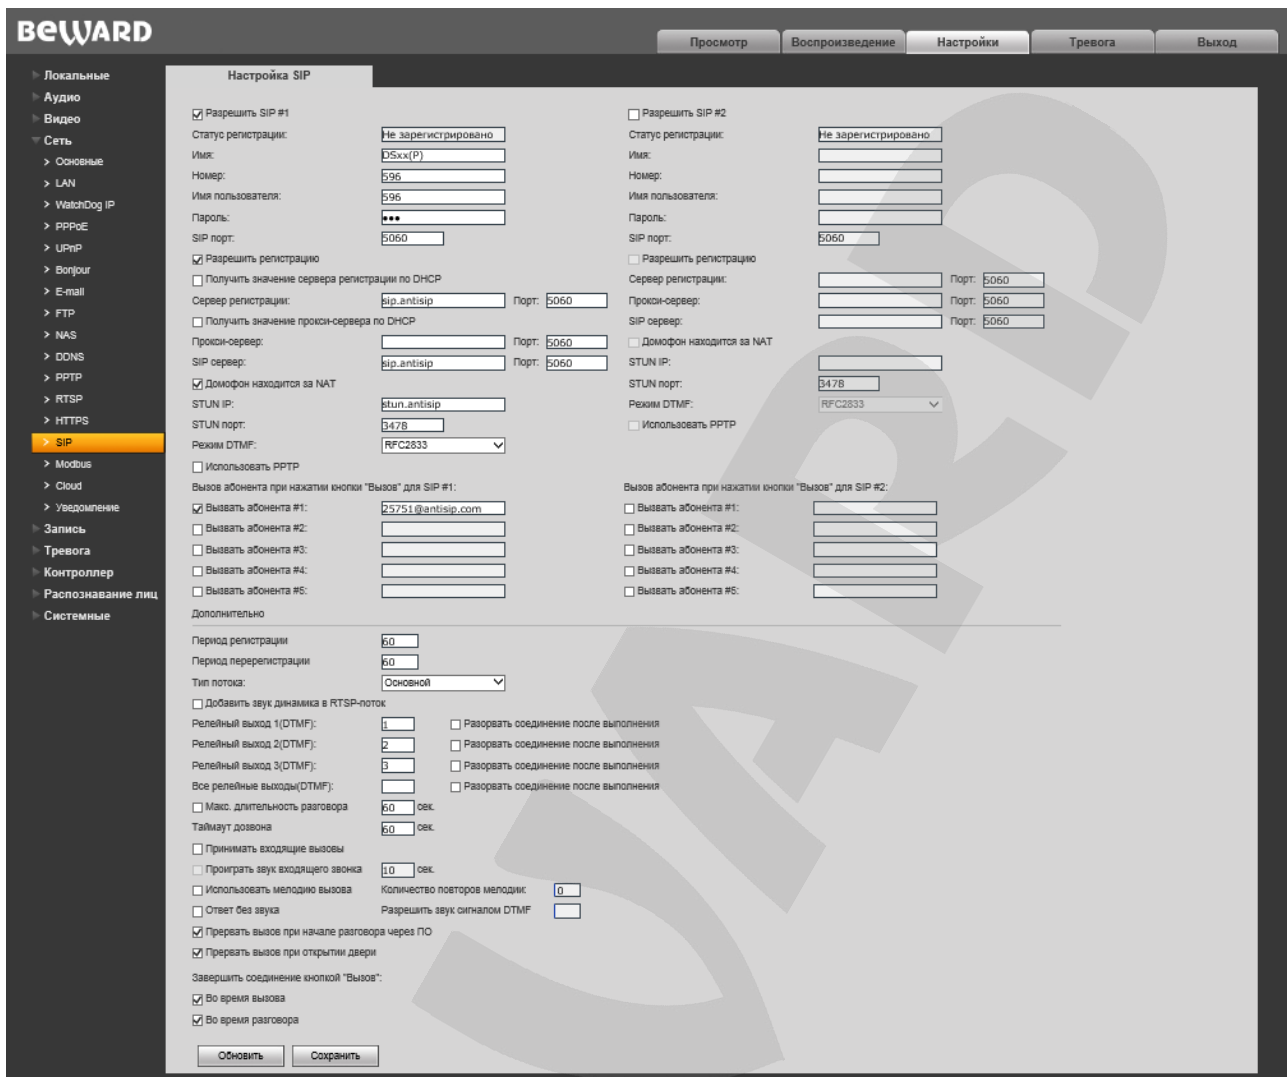 BEWARD
Просмотр Воспроизведение Настройки Тревога Выход
Локальные
Аудио
Видео
Сеть
Основные
LAN
WatchDog IP
PPPoE
UPnP
Bonjour
E-mail
FTP
NAS
DDNS
PPTP
RTSP
HTTPS
SIP
Modbus
Cloud
Уведомление
Запись
Тревога
Контроллер
Распознавание лиц
Системные
Настройка SIP
Разрешить SIP #1 Разрешить SIP #2
Статус регистрации: Не зарегистрировано Статус регистрации: Не зарегистрировано
Имя: DSxx(P) Имя:
Номер: 596 Номер:
Имя пользователя: 596 Имя пользователя:
Пароль: ••• Пароль:
SIP порт: 5060 SIP порт: 5060
Разрешить регистрацию Разрешить регистрацию
Получить значение сервера регистрации по DHCP Сервер регистрации: Порт: 5060
Сервер регистрации: sip.antisip Порт: 5060 Прокси-сервер: Порт: 5060
Получить значение прокси-сервера по DHCP SIP сервер: Порт: 5060
Прокси-сервер: Порт: 5060 Домофон находится за NAT
SIP сервер: sip.antisip Порт: 5060 STUN IP:
Домофон находится за NAT STUN порт: 3478
STUN IP: stun.antisip Режим DTMF: RFC2833
STUN порт: 3478 Использовать PPTP
Режим DTMF: RFC2833
Использовать PPTP
Вызов абонента при нажатии кнопки "Вызов" для SIP #1: Вызов абонента при нажатии кнопки "Вызов" для SIP #2:
Вызвать абонента #1: 25751@antisip.com Вызвать абонента #1:
Вызвать абонента #2: Вызвать абонента #2:
Вызвать абонента #3: Вызвать абонента #3:
Вызвать абонента #4: Вызвать абонента #4:
Вызвать абонента #5: Вызвать абонента #5:
Дополнительно
Период регистрации 60
Период перерегистрации 60
Тип потока: Основной
Добавить звук динамика в RTSP-поток
Релейный выход 1(DTMF): 1 Разорвать соединение после выполнения
Релейный выход 2(DTMF): 2 Разорвать соединение после выполнения
Релейный выход 3(DTMF): 3 Разорвать соединение после выполнения
Все релейные выходы(DTMF): Разорвать соединение после выполнения
Макс. длительность разговора 60 сек.
Таймаут дозвона 60 сек.
Принимать входящие вызовы
Проиграть звук входящего звонка 10 сек.
Использовать мелодию вызова Количество повторов мелодии: 0
Ответ без звука Разрешить звук сигналом DTMF
Прервать вызов при начале разговора через ПО
Прервать вызов при открытии двери
Завершить соединение кнопкой "Вызов":
Во время вызова
Во время разговора
Обновить Сохранить